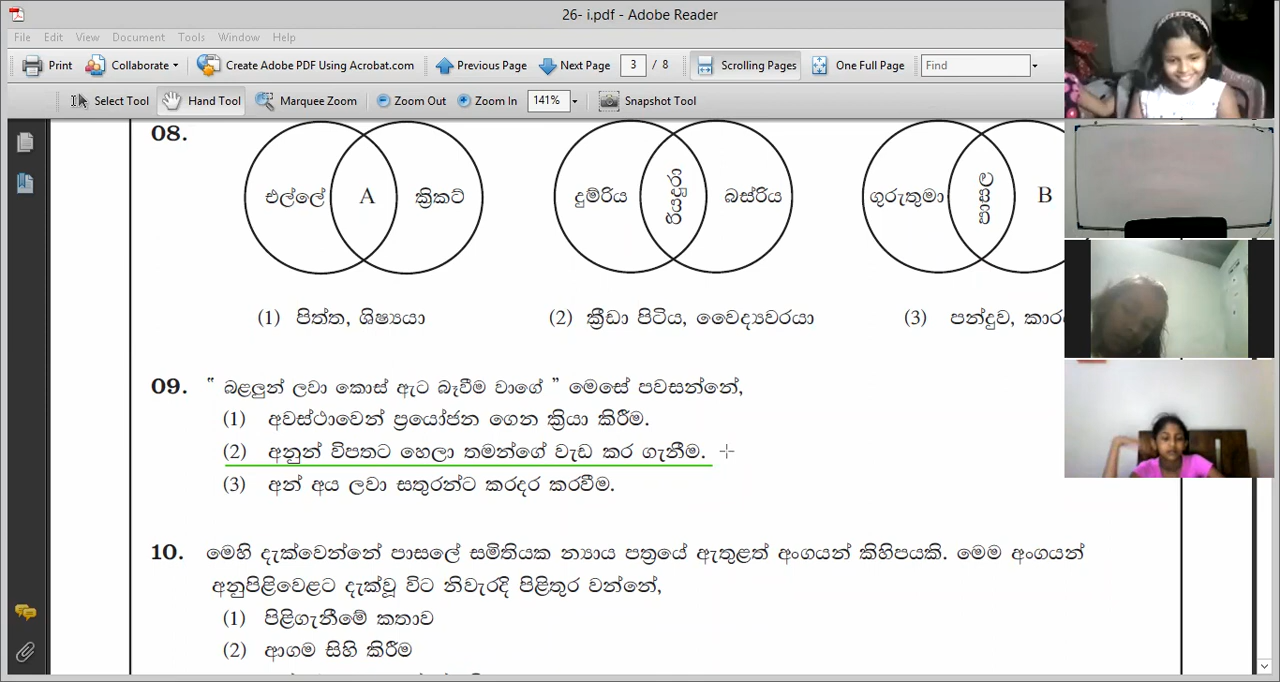 26- i.pdf - Adobe Reader
File Edit View Document Tools Window Help
Print Collaborate Create Adobe PDF Using Acrobat.com Previous Page Next Page 3 / 8 Scrolling Pages One Full Page Find
Select Tool Hand Tool Marquee Zoom Zoom Out Zoom In 141% Snapshot Tool
08.
එල්ලේ A ක්‍රිකට් දුම්රිය රියදුරු බස්රිය ගුරුතුමා පාසල B
(1) පිත්ත, ශිෂ්‍යයා (2) ක්‍රීඩා පිටිය, වෛද්‍යවරයා (3) පන්දුව,
09. “ බළලුන් ලවා කොස් ඇට බෑවීම වාගේ ” මෙසේ පවසන්නේ,
(1) අවස්ථාවෙන් ප්‍රයෝජන ගෙන ක්‍රියා කිරීම.
(2) අනුන් විපතට හෙලා තමන්ගේ වැඩ කර ගැනීම.
(3) අන් අය ලවා සතුරන්ට කරදර කරවීම.
10. මෙහි දැක්වෙන්නේ පාසලේ සමිතියක න්‍යාය පත්‍රයේ ඇතුළත් අංගයන් කිහිපයකි. මෙම අංගයන්
අනුපිළිවෙළට දැක්වූ විට නිවැරදි පිළිතුර වන්නේ,
(1) පිළිගැනීමේ කතාව
(2) ආගම සිහි කිරීම